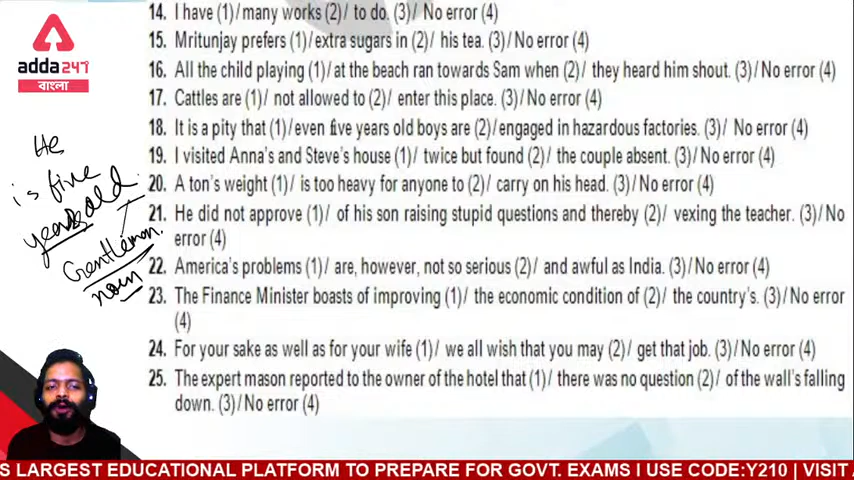 14. I have (1)/many works (2)/ to do. (3)/ No error (4)
15. Mritunjay prefers (1)/extra sugars in (2)/ his tea. (3)/No error (4)
16. All the child playing (1)/at the beach ran towards Sam when (2)/ they heard him shout. (3)/No error (4)
17. Cattles are (1)/ not allowed to (2)/ enter this place. (3)/No error (4)
18. It is a pity that (1)/even five years old boys are (2)/engaged in hazardous factories. (3)/ No error (4)
19. I visited Anna's and Steve's house (1)/ twice but found (2)/ the couple absent. (3)/No error (4)
20. A ton's weight (1)/ is too heavy for anyone to (2)/ carry on his head. (3)/No error (4)
21. He did not approve (1)/ of his son raising stupid questions and thereby (2)/ vexing the teacher. (3)/No
error (4)
22. America's problems (1)/ are, however, not so serious (2)/ and awful as India. (3)/No error (4)
23. The Finance Minister boasts of improving (1)/ the economic condition of (2)/ the country's. (3)/No error
(4)
24. For your sake as well as for your wife (1)/ we all wish that you may (2)/ get that job. (3)/No error (4)
25. The expert mason reported to the owner of the hotel that (1)/ there was no question (2)/ of the wall's falling
down. (3)/No error (4)
adda247
বাংলা
He
is five
years old
Gentlemen.
noun
S LARGEST EDUCATIONAL PLATFORM TO PREPARE FOR GOVT. EXAMS I USE CODE:Y210 | VISIT